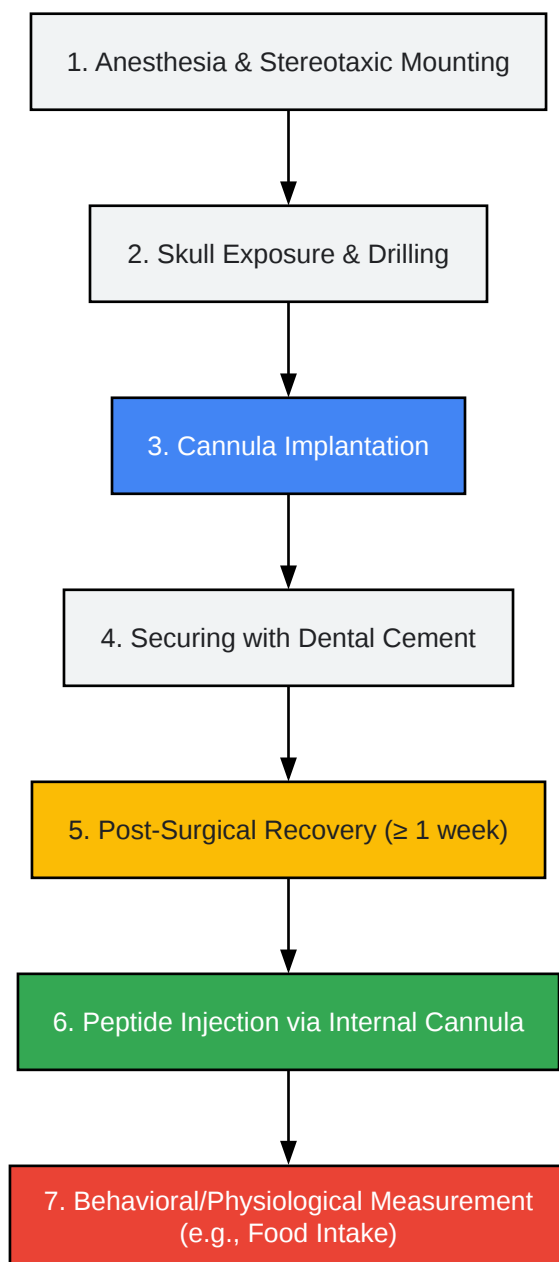 1. Anesthesia & Stereotaxic Mounting
2. Skull Exposure & Drilling
3. Cannula Implantation
4. Securing with Dental Cement
5. Post-Surgical Recovery (≥ 1 week)
6. Peptide Injection via Internal Cannula
7. Behavioral/Physiological Measurement
(e.g., Food Intake)